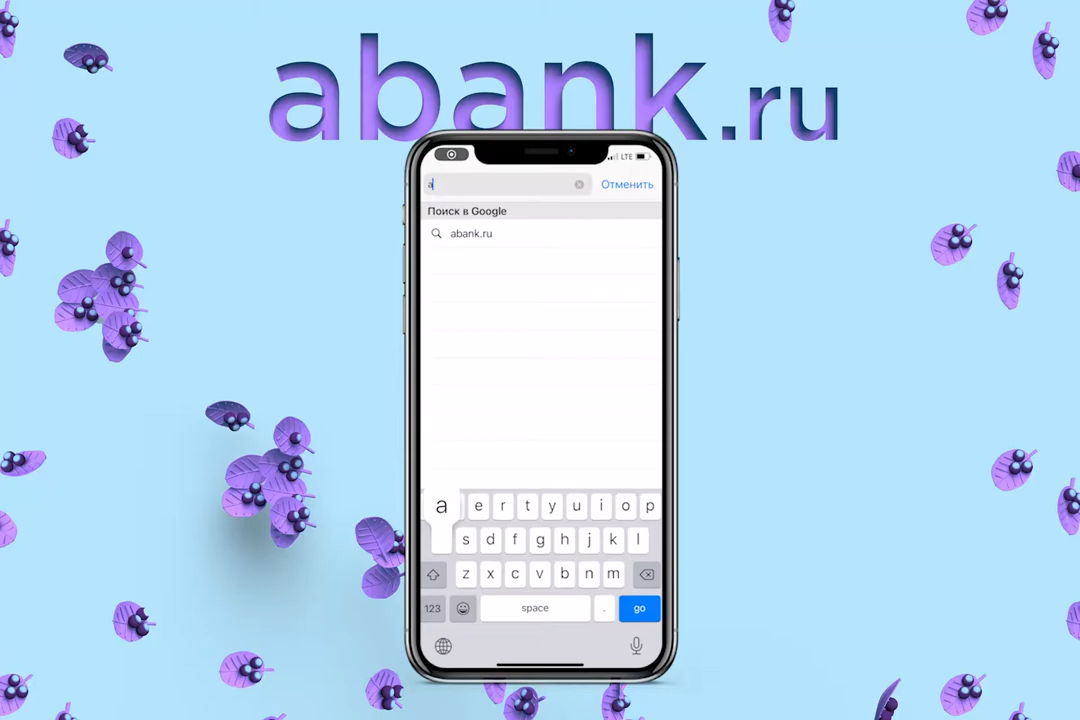 abank.ru
LTE
a
Отменить
Поиск в Google
abank.ru
a e r t y u i o p
s d f g h j k l
z x c v b n m
123 space . go